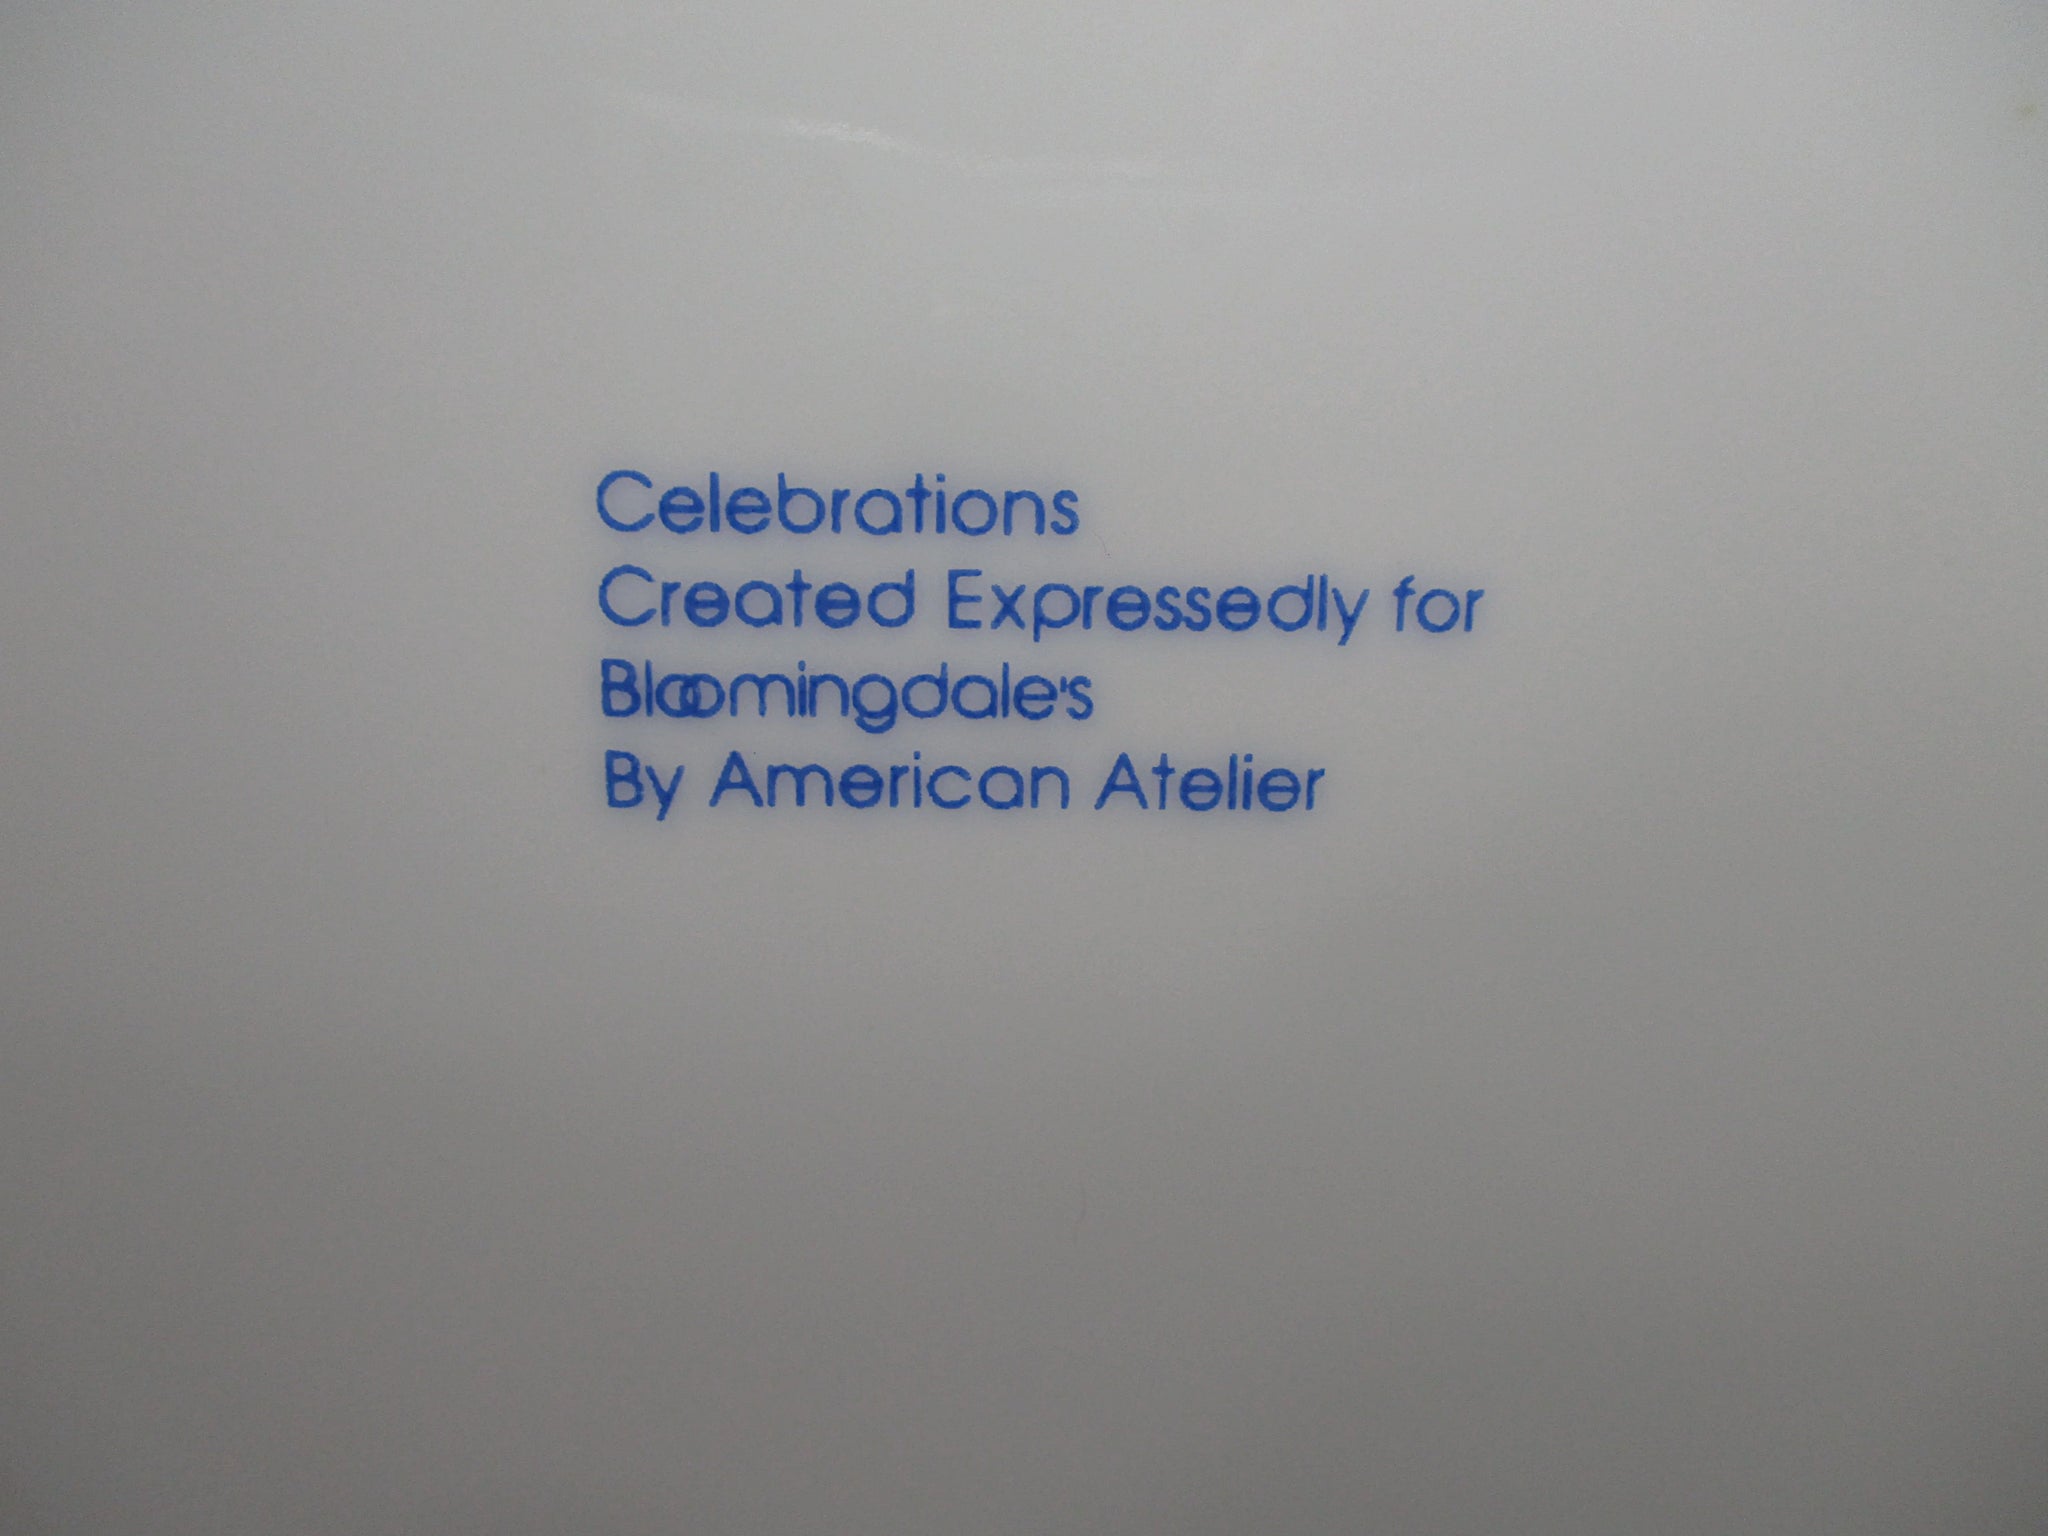 Celebrations
Created Expressedly for
Bloomingdale's
By American Atelier